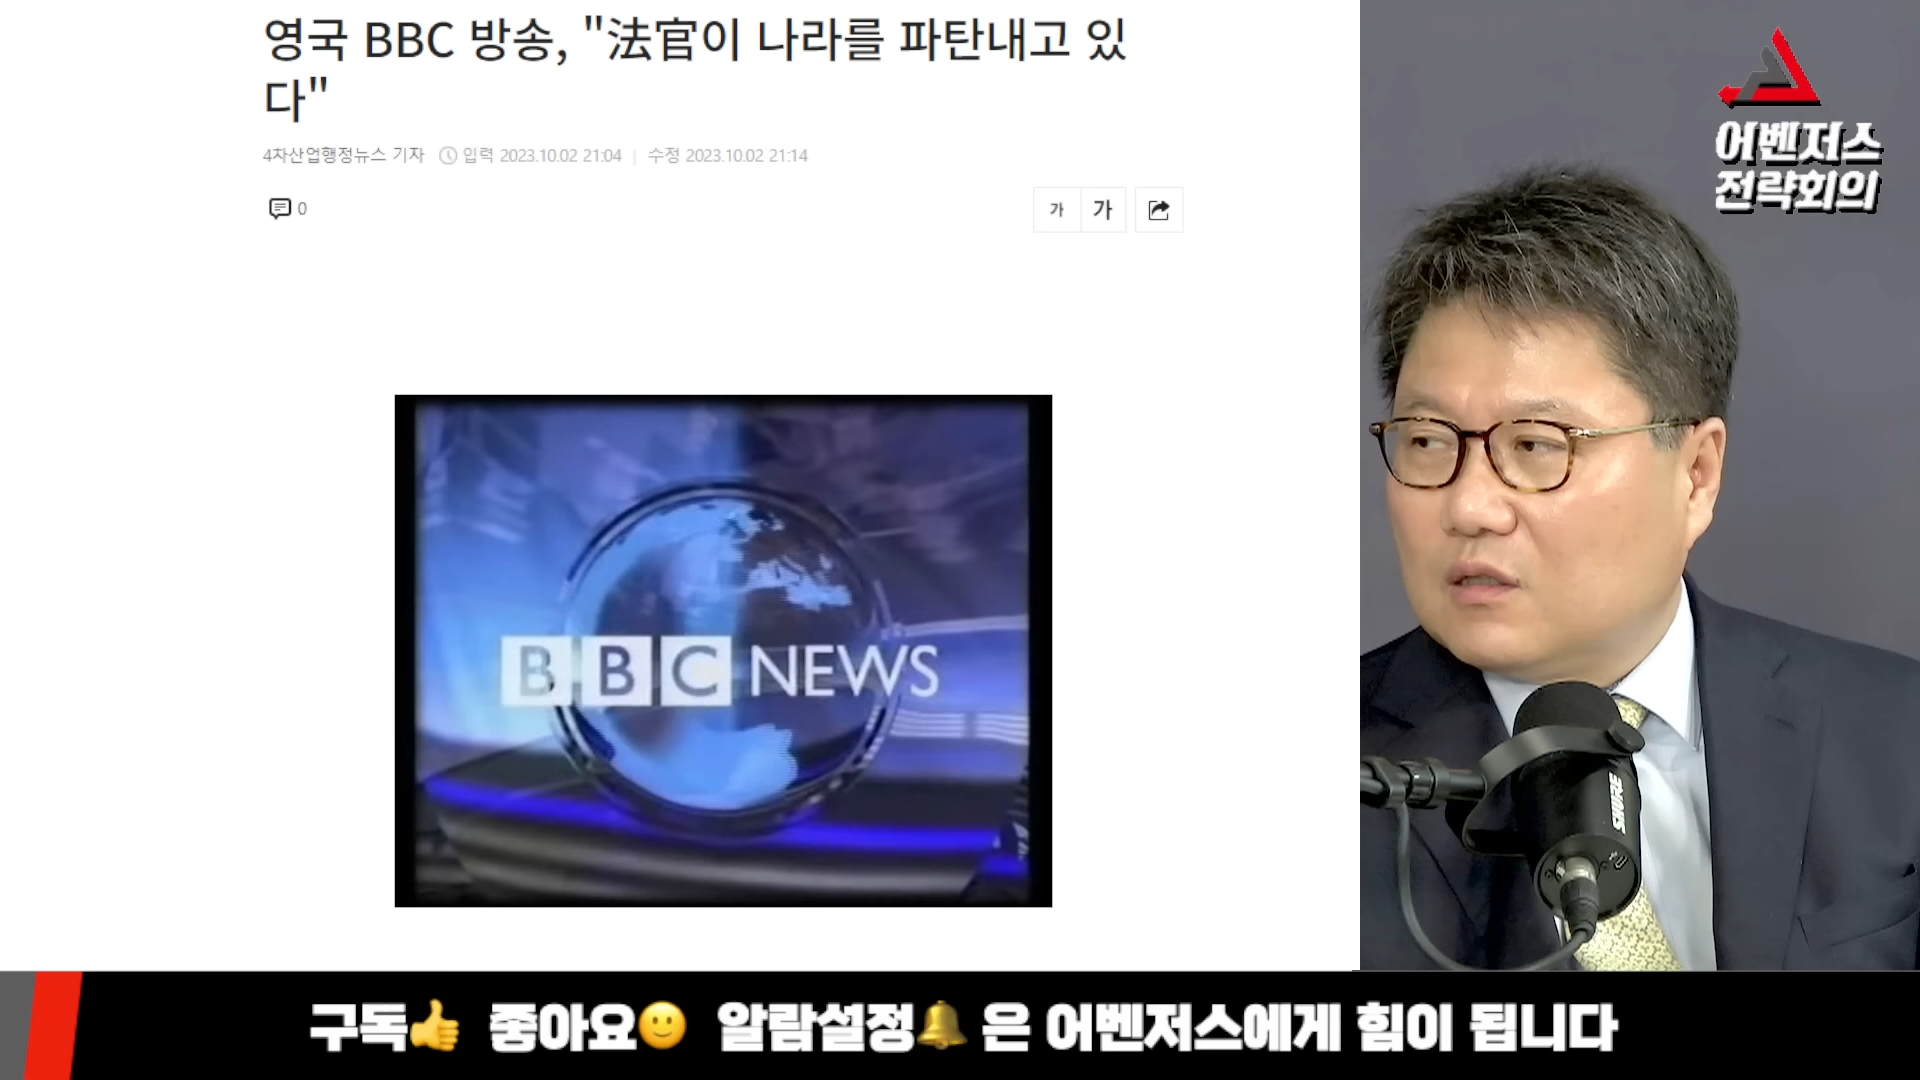 영국 BBC 방송, "法官이 나라를 파탄내고 있
다"
4차산업행정뉴스 기자 입력 2023.10.02 21:04 | 수정 2023.10.02 21:14
0
가 가
BBC NEWS
어벤저스
전략회의
SHURE
구독👍 좋아요🙂 알람설정🔔은 어벤저스에게 힘이 됩니다